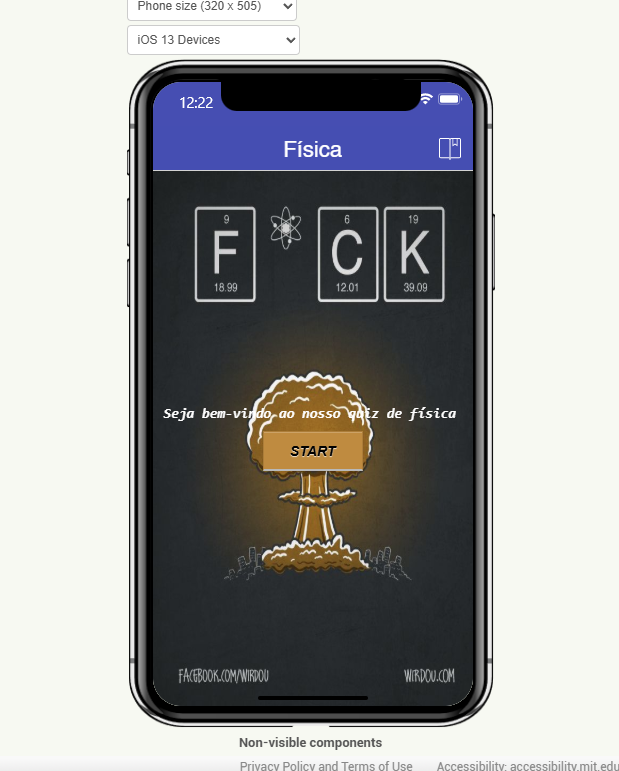 Phone size (320 x 505)
iOS 13 Devices
12:22
Física
9 6 19
F C K
18.99 12.01 39.09
Seja bem-vindo ao nosso quiz de física
START
FACEBOOK.COM/WIRDOU WIRDOU.COM
Non-visible components
Privacy Policy and Terms of Use Accessibility: accessibility.mit.edu